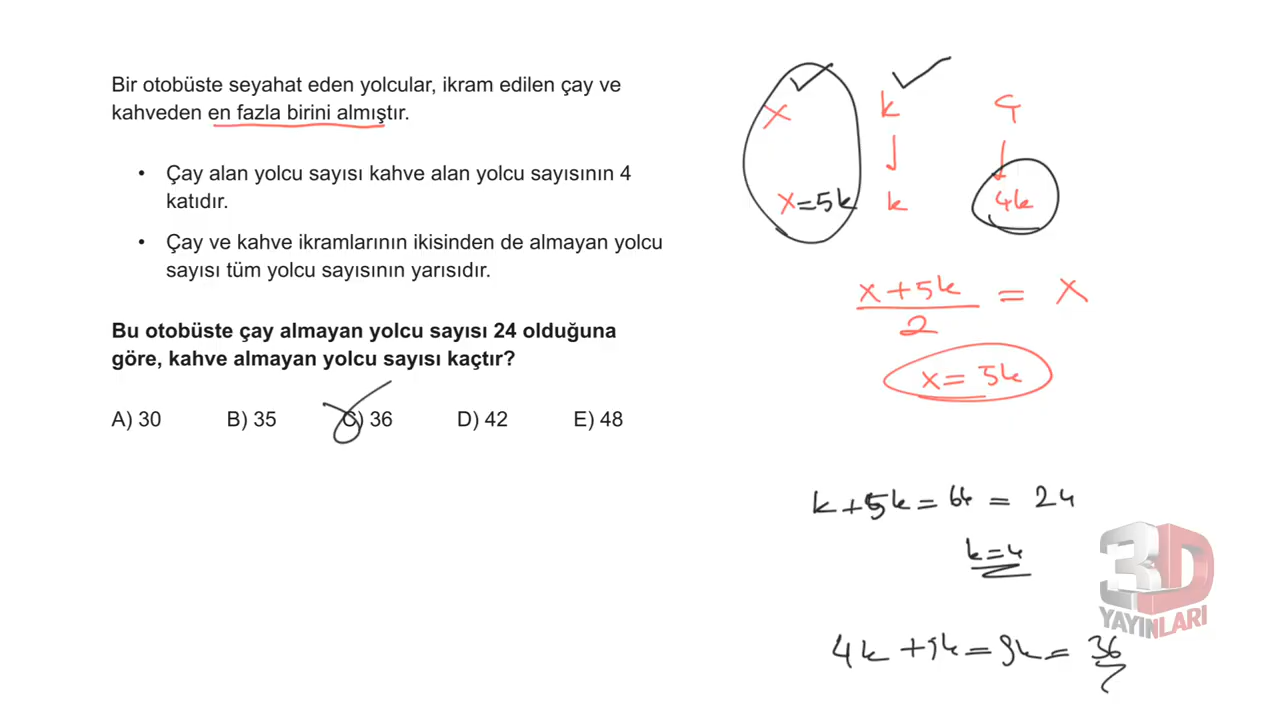 Bir otobüste seyahat eden yolcular, ikram edilen çay ve
kahveden en fazla birini almıştır.
• Çay alan yolcu sayısı kahve alan yolcu sayısının 4
katıdır.
• Çay ve kahve ikramlarının ikisinden de almayan yolcu
sayısı tüm yolcu sayısının yarısıdır.
Bu otobüste çay almayan yolcu sayısı 24 olduğuna
göre, kahve almayan yolcu sayısı kaçtır?
A) 30 B) 35 C) 36 D) 42 E) 48
x k Ç
x=5k k 4k
x+5k / 2 = x
x = 5k
k+5k = 6k = 24
k=4
4k+5k=9k= 36
3D
YAYINLARI